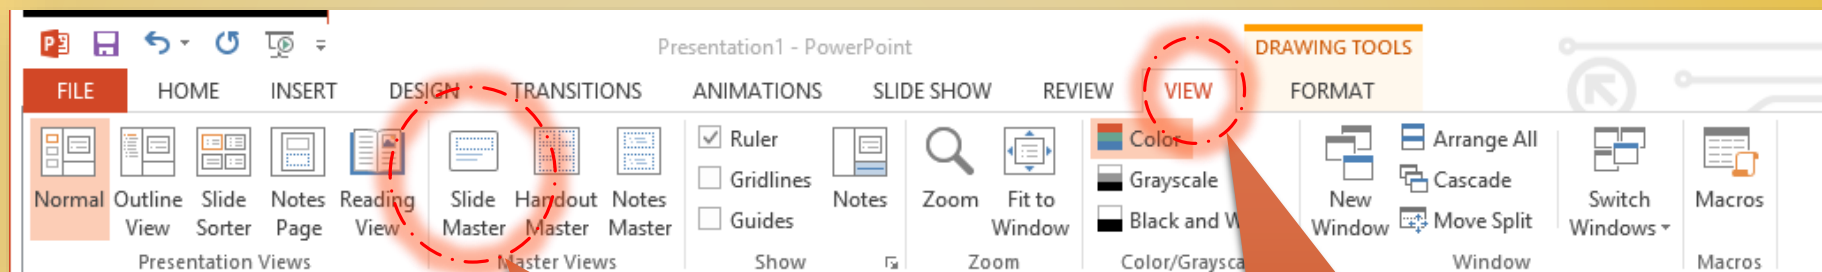 Presentation1 - PowerPoint
DRAWING TOOLS
FILE HOME INSERT DESIGN TRANSITIONS ANIMATIONS SLIDE SHOW REVIEW VIEW FORMAT
Normal
Outline
View
Slide
Sorter
Notes
Page
Reading
View
Presentation Views
Slide
Master
Handout
Master
Notes
Master
Master Views
Ruler
Gridlines
Guides
Show
Notes
Zoom
Fit to
Window
Zoom
Color
Grayscale
Black and W
Color/Graysca
New
Window
Arrange All
Cascade
Move Split
Switch
Windows
Window
Macros
Macros